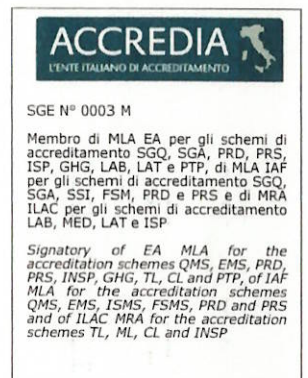 ACCREDIA
L'ENTE ITALIANO DI ACCREDITAMENTO
SGE N° 0003 M
Membro di MLA EA per gli schemi di
accreditamento SGQ, SGA, PRD, PRS,
ISP, GHG, LAB, LAT e PTP, di MLA IAF
per gli schemi di accreditamento SGQ,
SGA, SSI, FSM, PRD e PRS e di MRA
ILAC per gli schemi di accreditamento
LAB, MED, LAT e ISP
Signatory of EA MLA for the
accreditation schemes QMS, EMS, PRD,
PRS, INSP, GHG, TL, CL and PTP, of IAF
MLA for the accreditation schemes
QMS, EMS, ISMS, FSMS, PRD and PRS
and of ILAC MRA for the accreditation
schemes TL, ML, CL and INSP